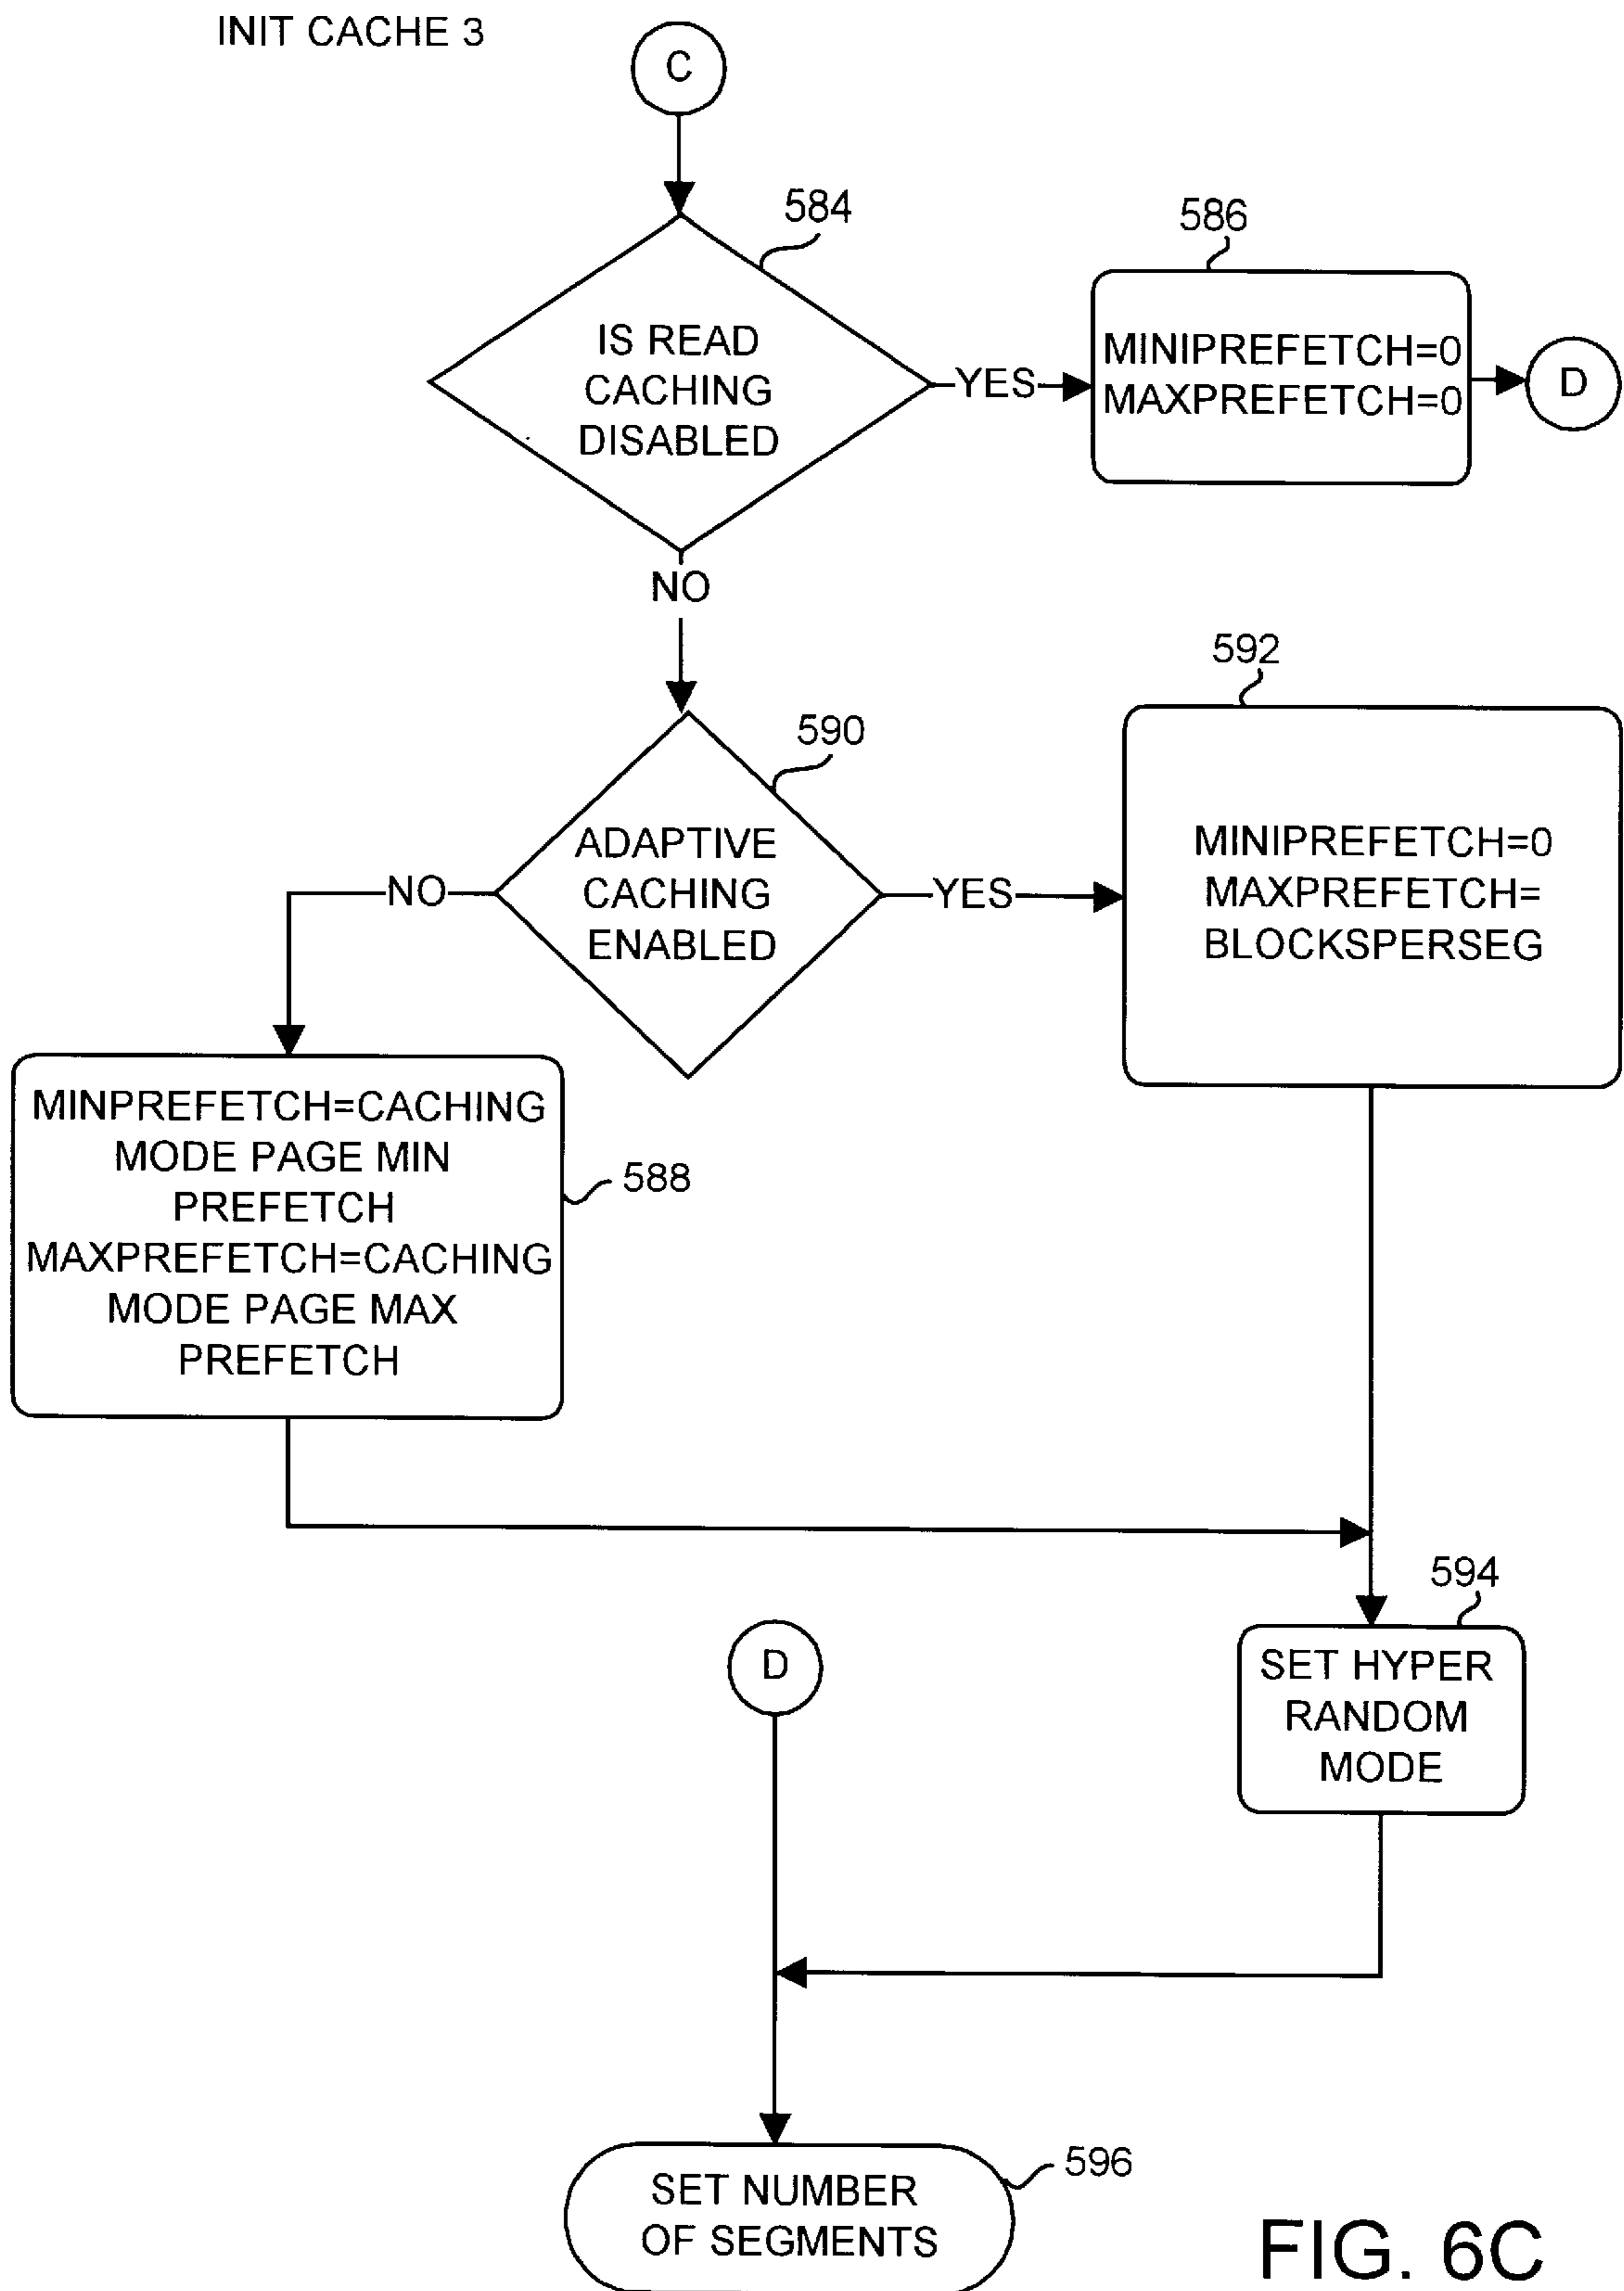 INIT CACHE 3
C
584
586
IS READ
CACHING
DISABLED
YES
MINIPREFETCH=0
MAXPREFETCH=0
D
NO
592
590
ADAPTIVE
CACHING
ENABLED
NO
YES
MINIPREFETCH=0
MAXPREFETCH=
BLOCKSPERSEG
MINPREFETCH=CACHING
MODE PAGE MIN
PREFETCH
MAXPREFETCH=CACHING
MODE PAGE MAX
PREFETCH
588
594
D
SET HYPER
RANDOM
MODE
596
SET NUMBER
OF SEGMENTS
FIG. 6C